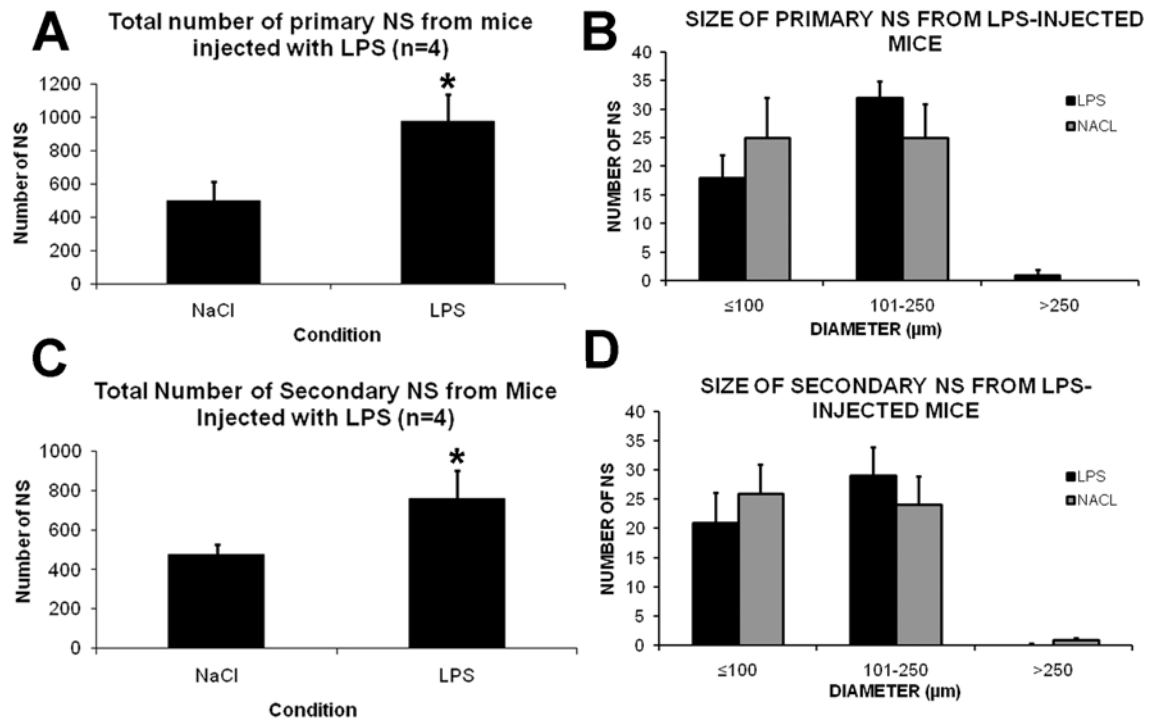 A
Total number of primary NS from mice
injected with LPS (n=4)
Number of NS
1200
1000
800
600
400
200
0
*
NaCl
LPS
Condition
B
SIZE OF PRIMARY NS FROM LPS-INJECTED
MICE
NUMBER OF NS
40
35
30
25
20
15
10
5
0
LPS
NACL
≤100
101-250
>250
DIAMETER (µm)
C
Total Number of Secondary NS from Mice
Injected with LPS (n=4)
Number of NS
1000
800
600
400
200
0
*
NaCl
LPS
Condition
D
SIZE OF SECONDARY NS FROM LPS-
INJECTED MICE
NUMBER OF NS
40
35
30
25
20
15
10
5
0
LPS
NACL
≤100
101-250
>250
DIAMETER (µm)